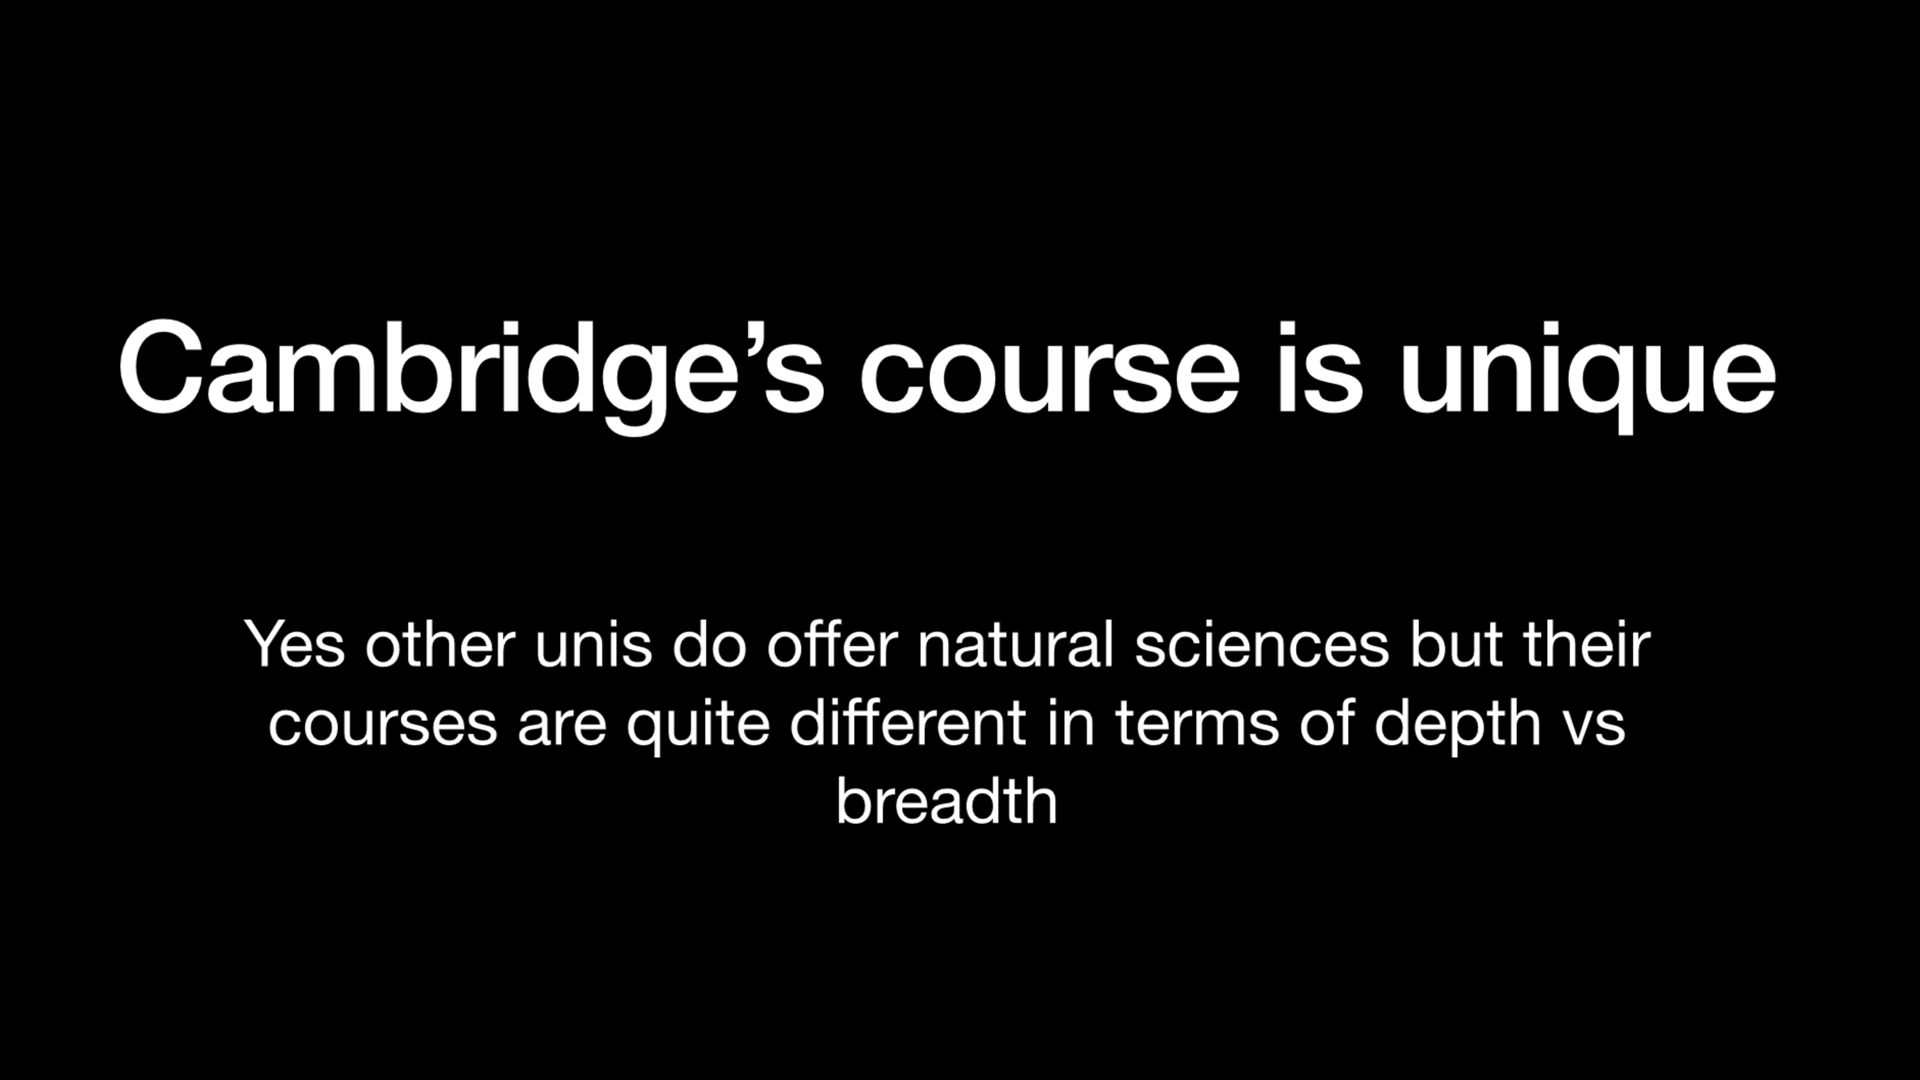 Cambridge’s course is unique
Yes other unis do offer natural sciences but their
courses are quite different in terms of depth vs
breadth